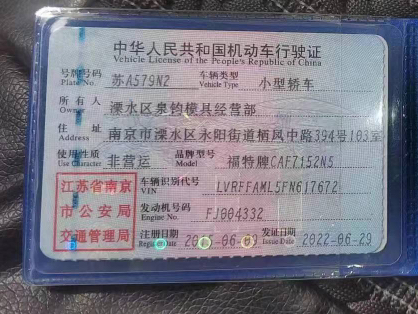 中华人民共和国机动车行驶证
Vehicle License of the People's Republic of China
号牌号码 苏A579N2 车辆类型 小型轿车
Plate No. Vehicle Type
所有人 溧水区泉钧模具经营部
Owner
住址 南京市溧水区永阳街道栖凤中路394号103室
Address
使用性质 非营运 品牌型号 福特牌CAF7152N5
Use Character Model
江苏省南京
市公安局
交通管理局
车辆识别代号 LVRFFAML5FN617672
VIN
发动机号码 FJ004332
Engine No.
注册日期 发证日期 2022-06-29
Register Date Issue Date